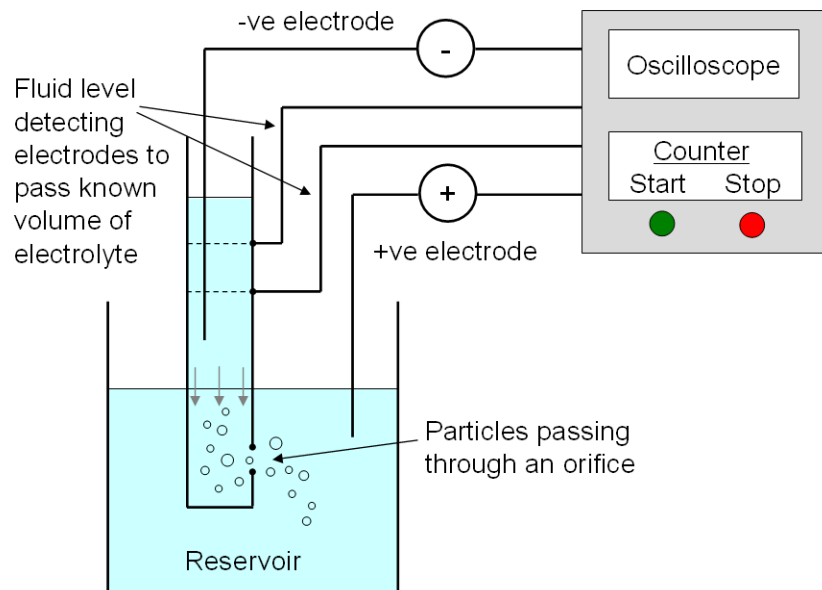 -ve electrode
-
Oscilloscope
Fluid level
detecting
electrodes to
pass known
volume of
electrolyte
Counter
Start Stop
+
+ve electrode
Particles passing
through an orifice
Reservoir